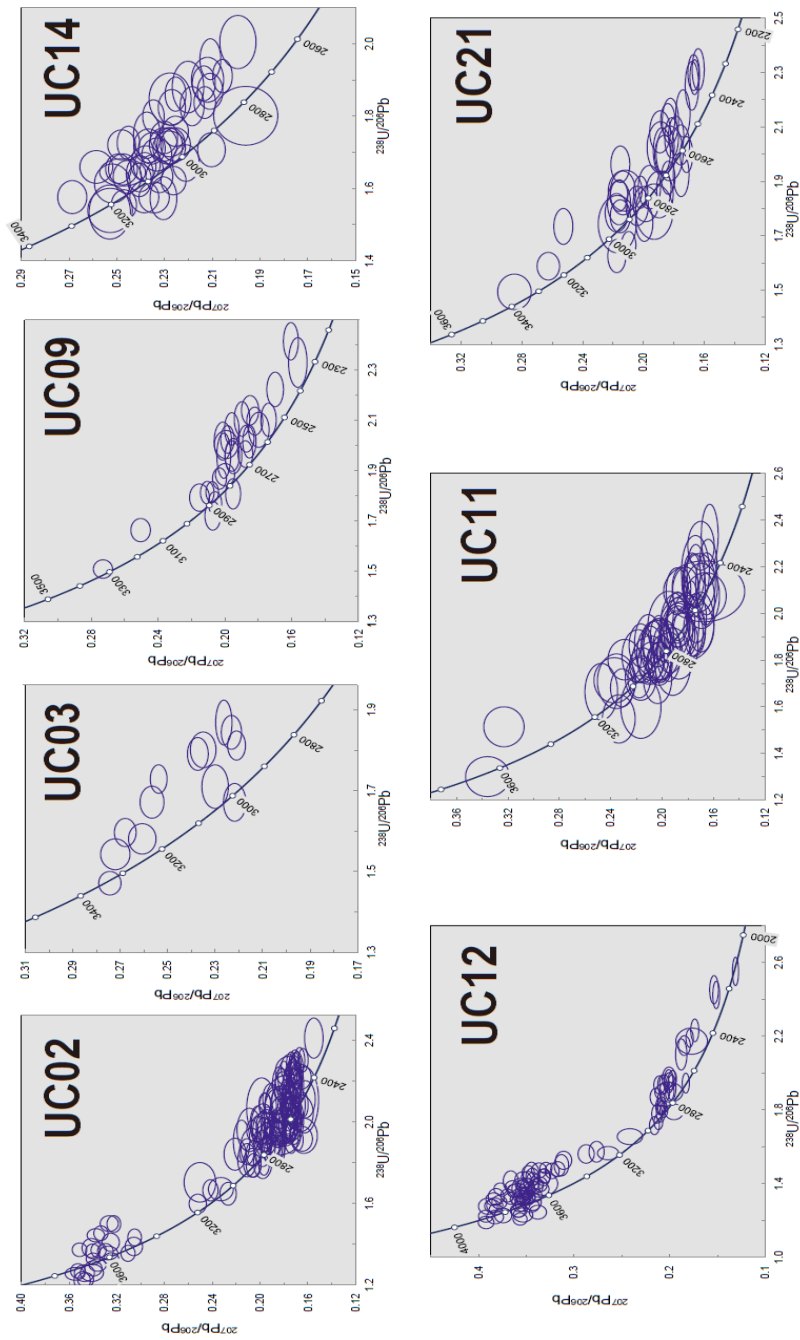 UC02
²⁰⁷Pb/²⁰⁶Pb
0.40 0.36 0.32 0.28 0.24 0.20 0.16
3600 3200 2800 2400
1.2 1.6 2.0 2.4
²³⁸U/²⁰⁶Pb
UC03
²⁰⁷Pb/²⁰⁶Pb
0.31 0.29 0.27 0.25 0.23 0.21 0.19 0.17
3400 3200 3000 2800
1.3 1.5 1.7 1.9
²³⁸U/²⁰⁶Pb
UC09
²⁰⁷Pb/²⁰⁶Pb
0.32 0.28 0.24 0.20 0.16 0.12
3500 3300 3100 2900 2700 2500 2300
1.3 1.5 1.7 1.9 2.1 2.3
²³⁸U/²⁰⁶Pb
UC14
²⁰⁷Pb/²⁰⁶Pb
0.29 0.27 0.25 0.23 0.21 0.19 0.17 0.15
3400 3200 3000 2800 2600
1.4 1.6 1.8 2.0
²³⁸U/²⁰⁶Pb
UC12
²⁰⁷Pb/²⁰⁶Pb
0.4 0.3 0.2 0.1
4000 3600 3200 2800 2400 2000
1.0 1.4 1.8 2.2 2.6
²³⁸U/²⁰⁶Pb
UC11
²⁰⁷Pb/²⁰⁶Pb
0.36 0.32 0.28 0.24 0.20 0.16 0.12
3600 3200 2800 2400
1.2 1.4 1.6 1.8 2.0 2.2 2.4 2.6
²³⁸U/²⁰⁶Pb
UC21
²⁰⁷Pb/²⁰⁶Pb
0.32 0.28 0.24 0.20 0.16 0.12
3600 3400 3200 3000 2800 2600 2400 2200
1.3 1.5 1.7 1.9 2.1 2.3 2.5
²³⁸U/²⁰⁶Pb